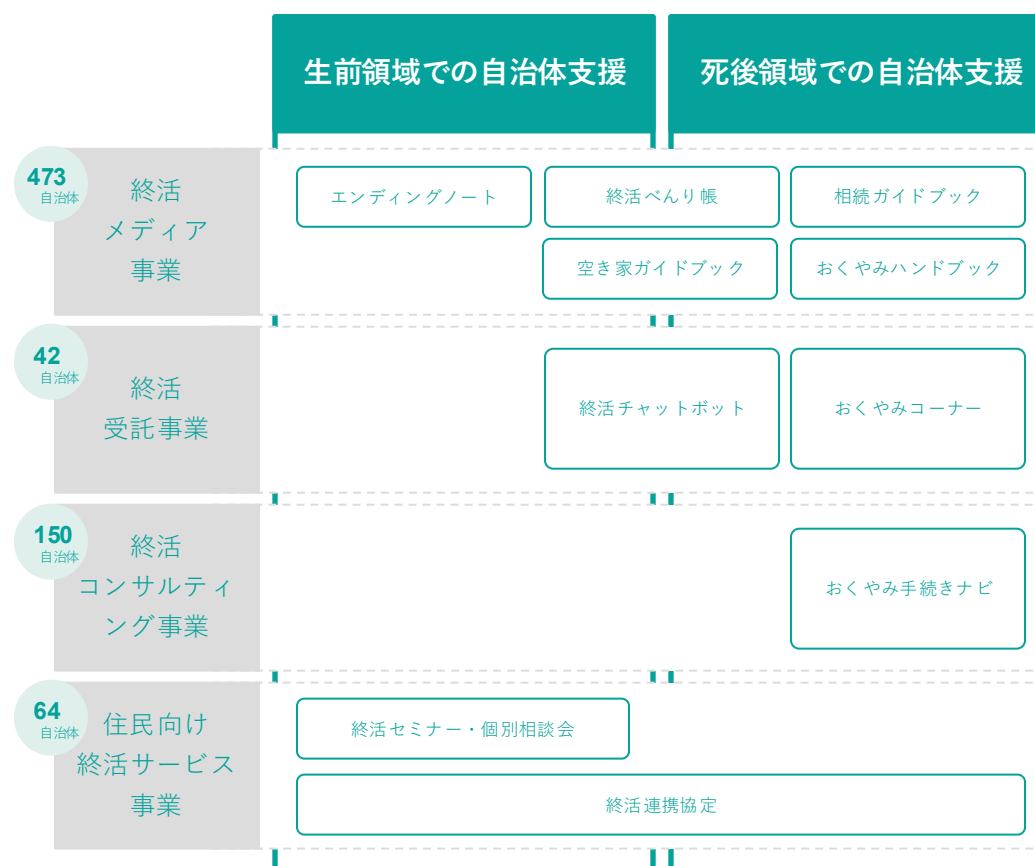 生前領域での自治体支援
死後領域での自治体支援
473
自治体
終活
メディア
事業
エンディングノート
終活べんり帳
相続ガイドブック
空き家ガイドブック
おくやみハンドブック
42
自治体
終活
受託事業
終活チャットボット
おくやみコーナー
150
自治体
終活
コンサルティ
ング事業
おくやみ手続きナビ
64
自治体
住民向け
終活サービス
事業
終活セミナー・個別相談会
終活連携協定